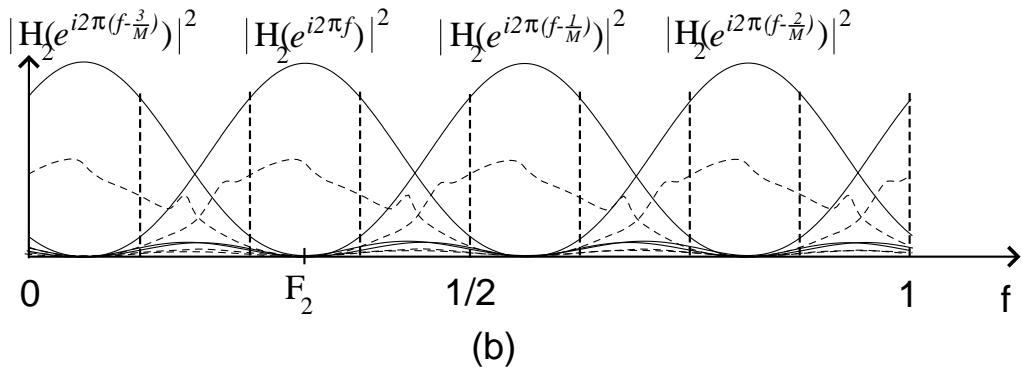 |H₂(e^{i2π(f-3/M)})|² |H₂(e^{i2πf})|² |H₂(e^{i2π(f-1/M)})|² |H₂(e^{i2π(f-2/M)})|²
0 F₂ 1/2 1 f
(b)